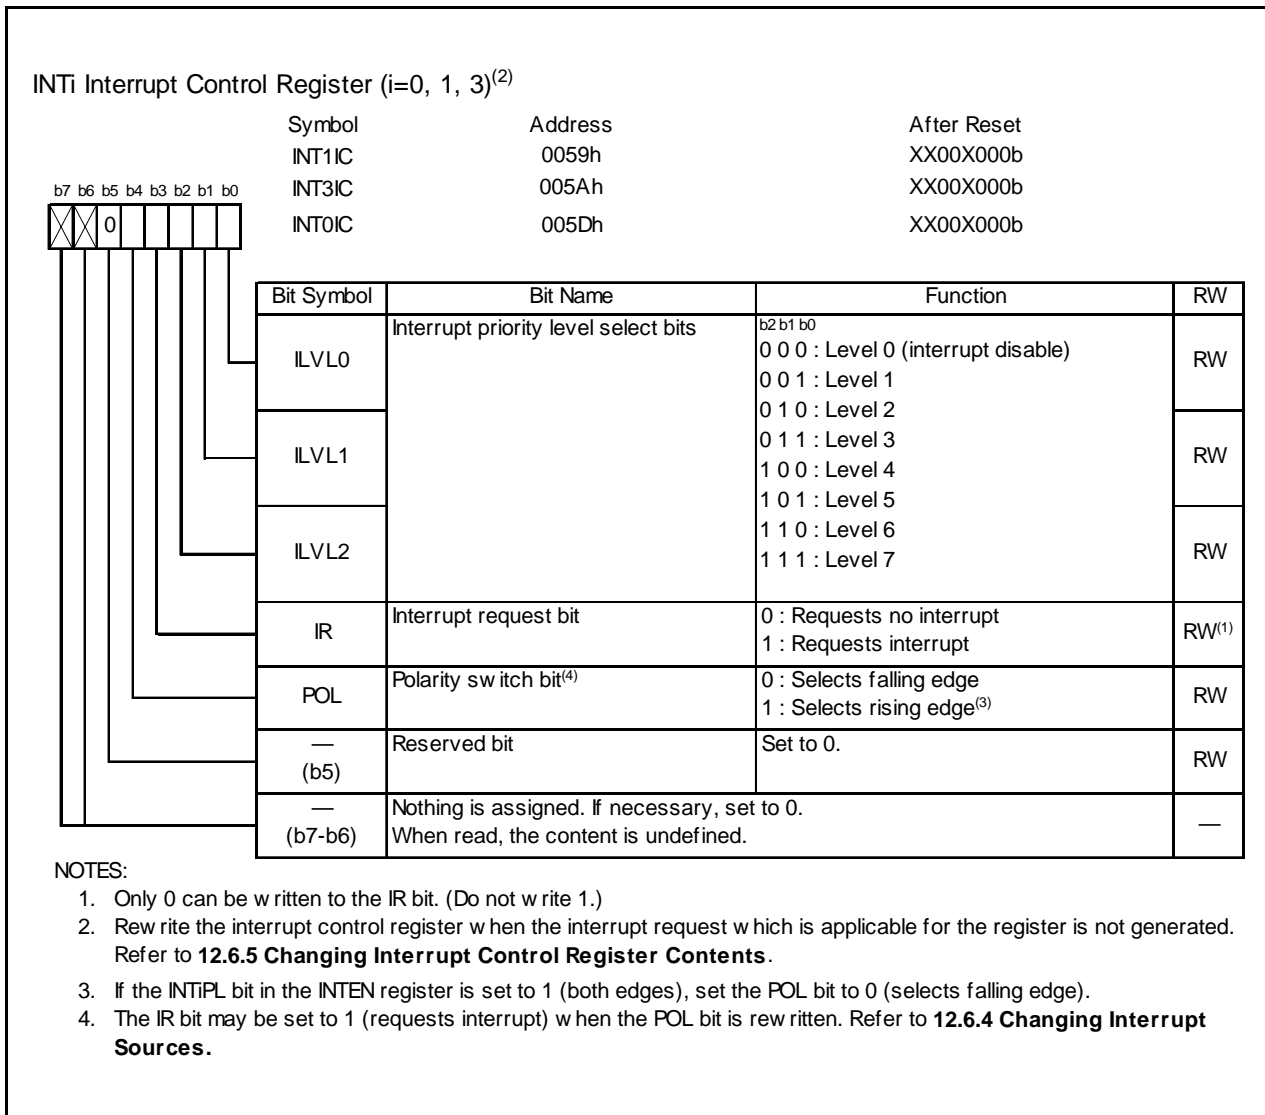 INTi Interrupt Control Register (i=0, 1, 3)(2)
Symbol Address After Reset
INT1IC 0059h XX00X000b
b7 b6 b5 b4 b3 b2 b1 b0 INT3IC 005Ah XX00X000b
0 INT0IC 005Dh XX00X000b
Bit Symbol Bit Name Function RW
Interrupt priority level select bits b2 b1 b0
ILVL0 0 0 0 : Level 0 (interrupt disable) RW
0 0 1 : Level 1
0 1 0 : Level 2
ILVL1 0 1 1 : Level 3 RW
1 0 0 : Level 4
1 0 1 : Level 5
1 1 0 : Level 6
ILVL2 1 1 1 : Level 7 RW
IR Interrupt request bit 0 : Requests no interrupt RW(1)
1 : Requests interrupt
POL Polarity switch bit(4) 0 : Selects falling edge RW
1 : Selects rising edge(3)
— Reserved bit Set to 0. RW
(b5)
— Nothing is assigned. If necessary, set to 0. —
(b7-b6) When read, the content is undefined.
NOTES:
1. Only 0 can be written to the IR bit. (Do not write 1.)
2. Rewrite the interrupt control register when the interrupt request which is applicable for the register is not generated.
Refer to 12.6.5 Changing Interrupt Control Register Contents.
3. If the INTiPL bit in the INTEN register is set to 1 (both edges), set the POL bit to 0 (selects falling edge).
4. The IR bit may be set to 1 (requests interrupt) when the POL bit is rewritten. Refer to 12.6.4 Changing Interrupt
Sources.